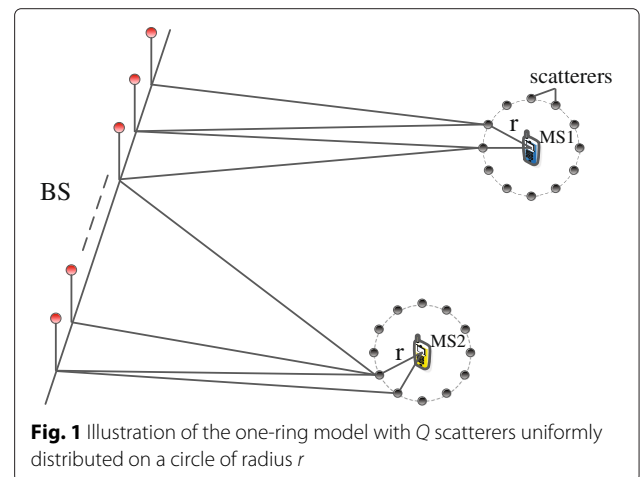 scatterers
r
MS1
BS
r
MS2
Fig. 1 Illustration of the one-ring model with Q scatterers uniformly
distributed on a circle of radius r